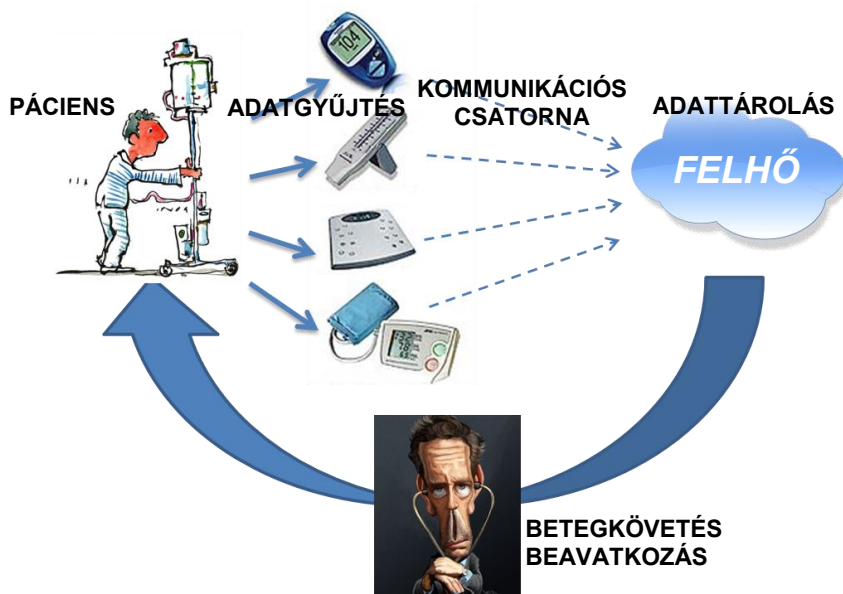 PÁCIENS
ADATGYŰJTÉS
KOMMUNIKÁCIÓS
CSATORNA
ADATTÁROLÁS
FELHŐ
104
BETEGKÖVETÉS
BEAVATKOZÁS